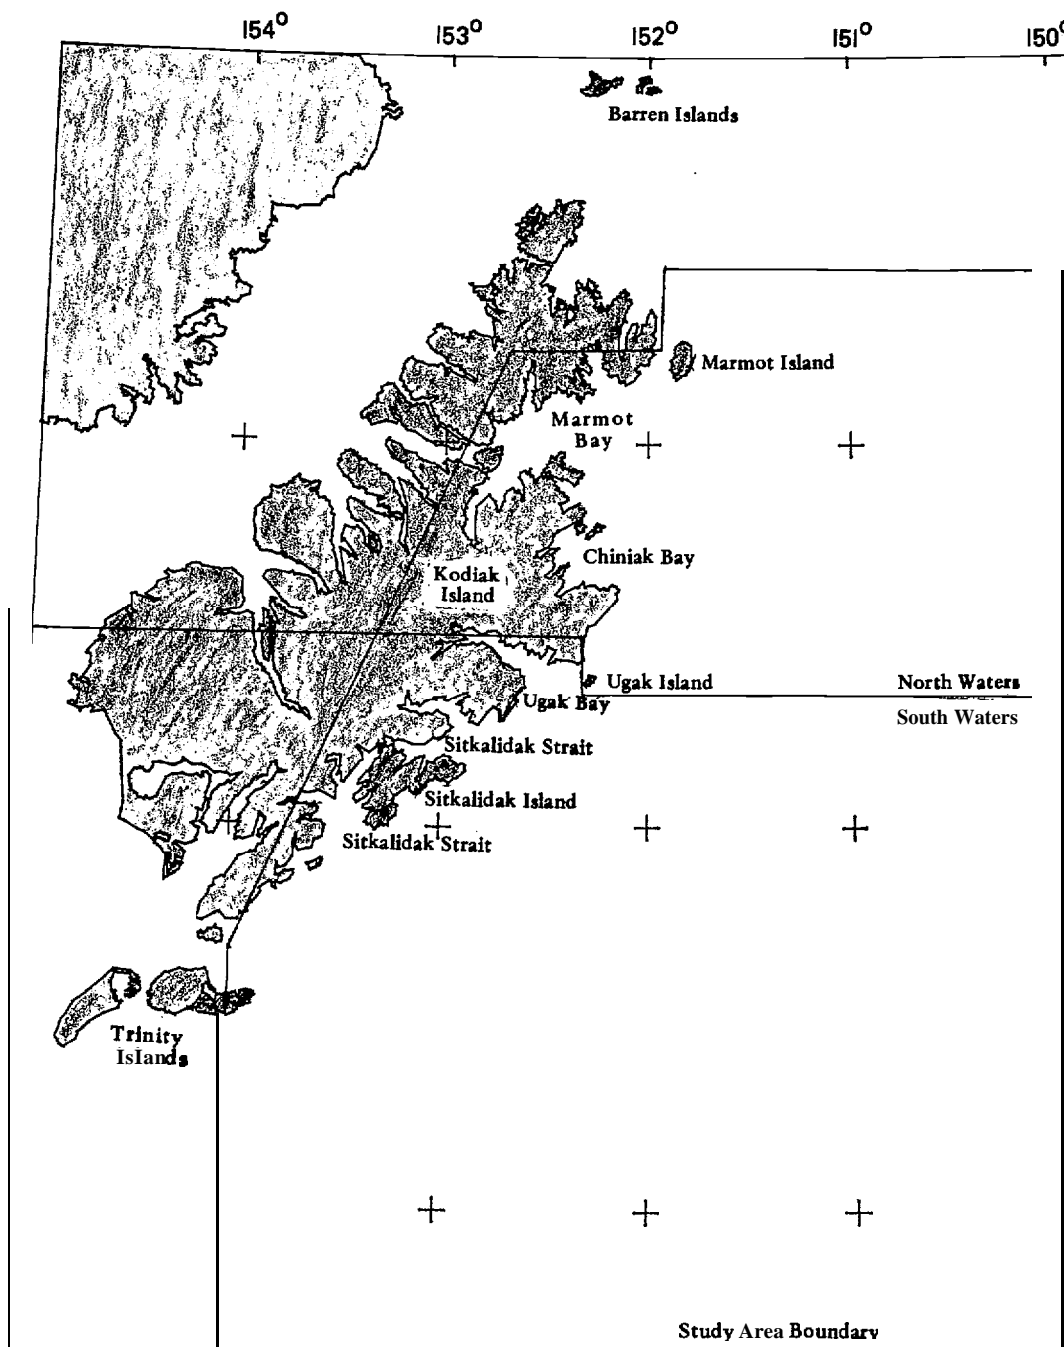 154° 153° 152° 151° 150°
Barren Islands
Marmot Island
Marmot
Bay
Chiniak Bay
Kodiak
Island
Ugak Island
North Waters
Ugak Bay
South Waters
Sitkalidak Strait
Sitkalidak Island
Sitkalidak Strait
Trinity
Islands
Study Area Boundary